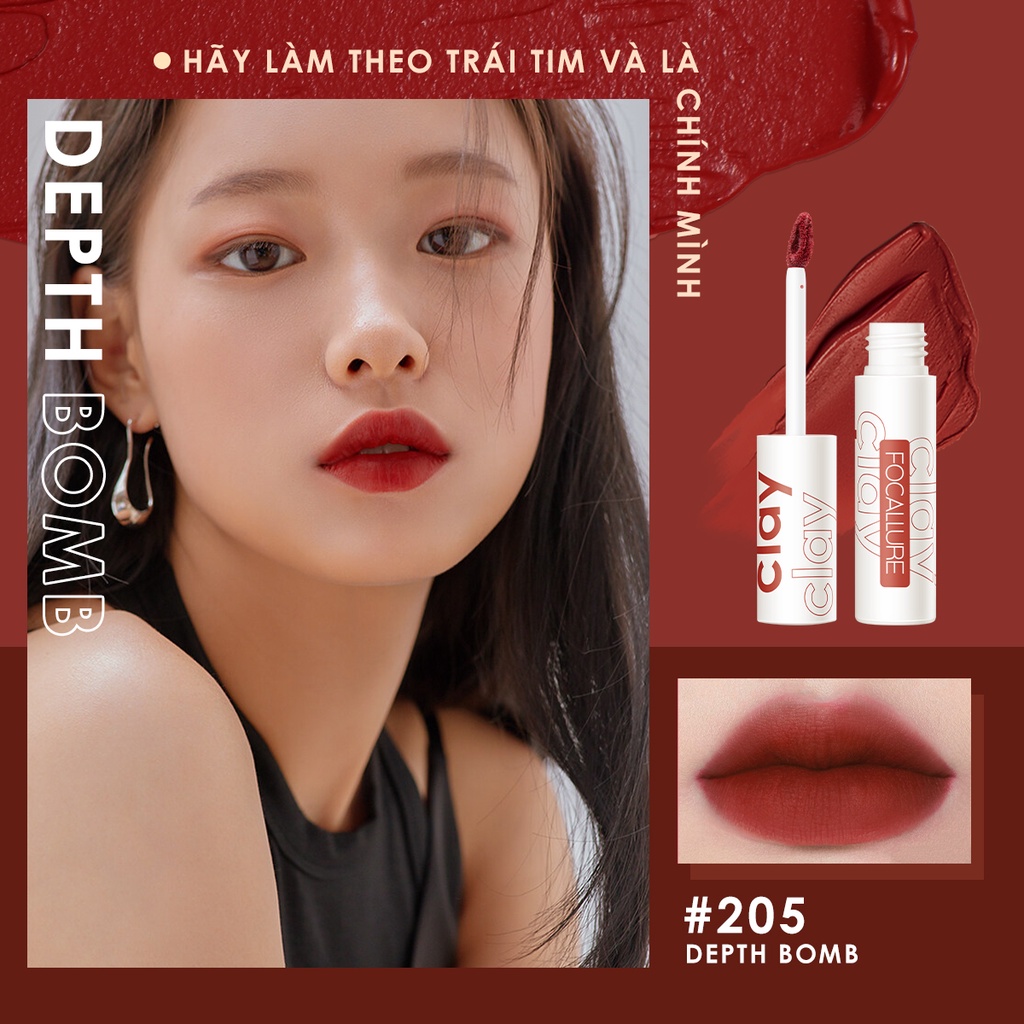 HÃY LÀM THEO TRÁI TIM VÀ LÀ
CHÍNH MÌNH
DEPTH BOMB
clay
clay
clay
clay
FOCALLURE
#205
DEPTH BOMB